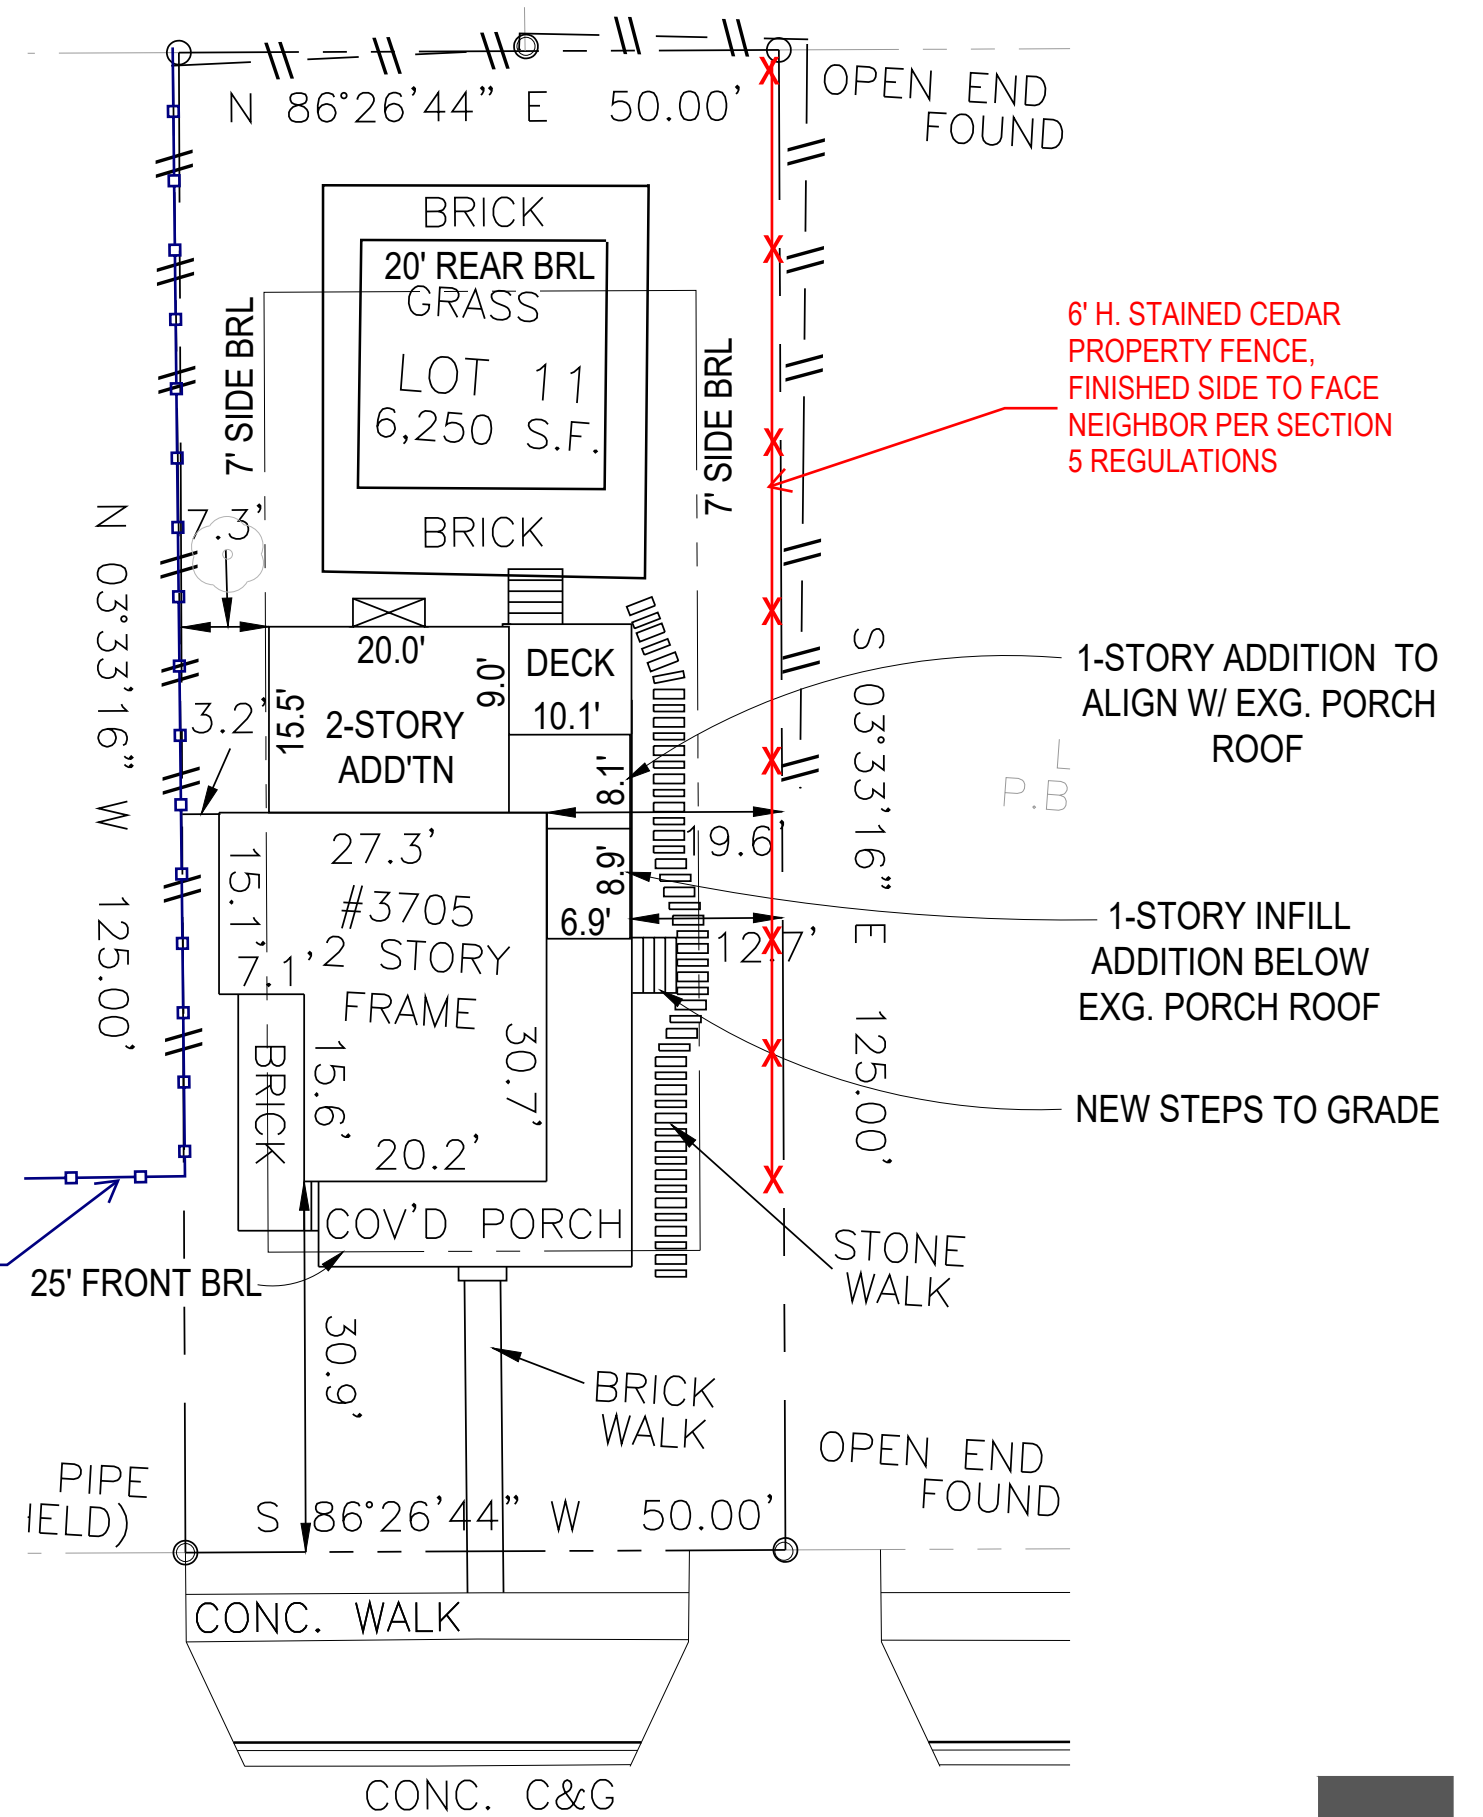 N 86°26'44" E 50.00'
OPEN END
FOUND
BRICK
20' REAR BRL
GRASS
LOT 11
6,250 S.F.
BRICK
7' SIDE BRL
7' SIDE BRL
6' H. STAINED CEDAR
PROPERTY FENCE,
FINISHED SIDE TO FACE
NEIGHBOR PER SECTION
5 REGULATIONS
N 03°33'16" W 125.00'
7.3'
3.2'
20.0'
15.5'
9.0'
2-STORY
ADD'TN
DECK
10.1'
8.1'
S 03°33'16" E 125.00'
1-STORY ADDITION TO
ALIGN W/ EXG. PORCH
ROOF
L
P.B
27.3'
15.1'
#3705
2 STORY
FRAME
7.1'
8.9'
6.9'
19.6'
12.7'
1-STORY INFILL
ADDITION BELOW
EXG. PORCH ROOF
NEW STEPS TO GRADE
BRICK
15.6'
30.7'
20.2'
COV'D PORCH
25' FRONT BRL
STONE
WALK
30.9'
BRICK
WALK
PIPE
IELD)
OPEN END
FOUND
S 86°26'44" W 50.00'
CONC. WALK
CONC. C&G